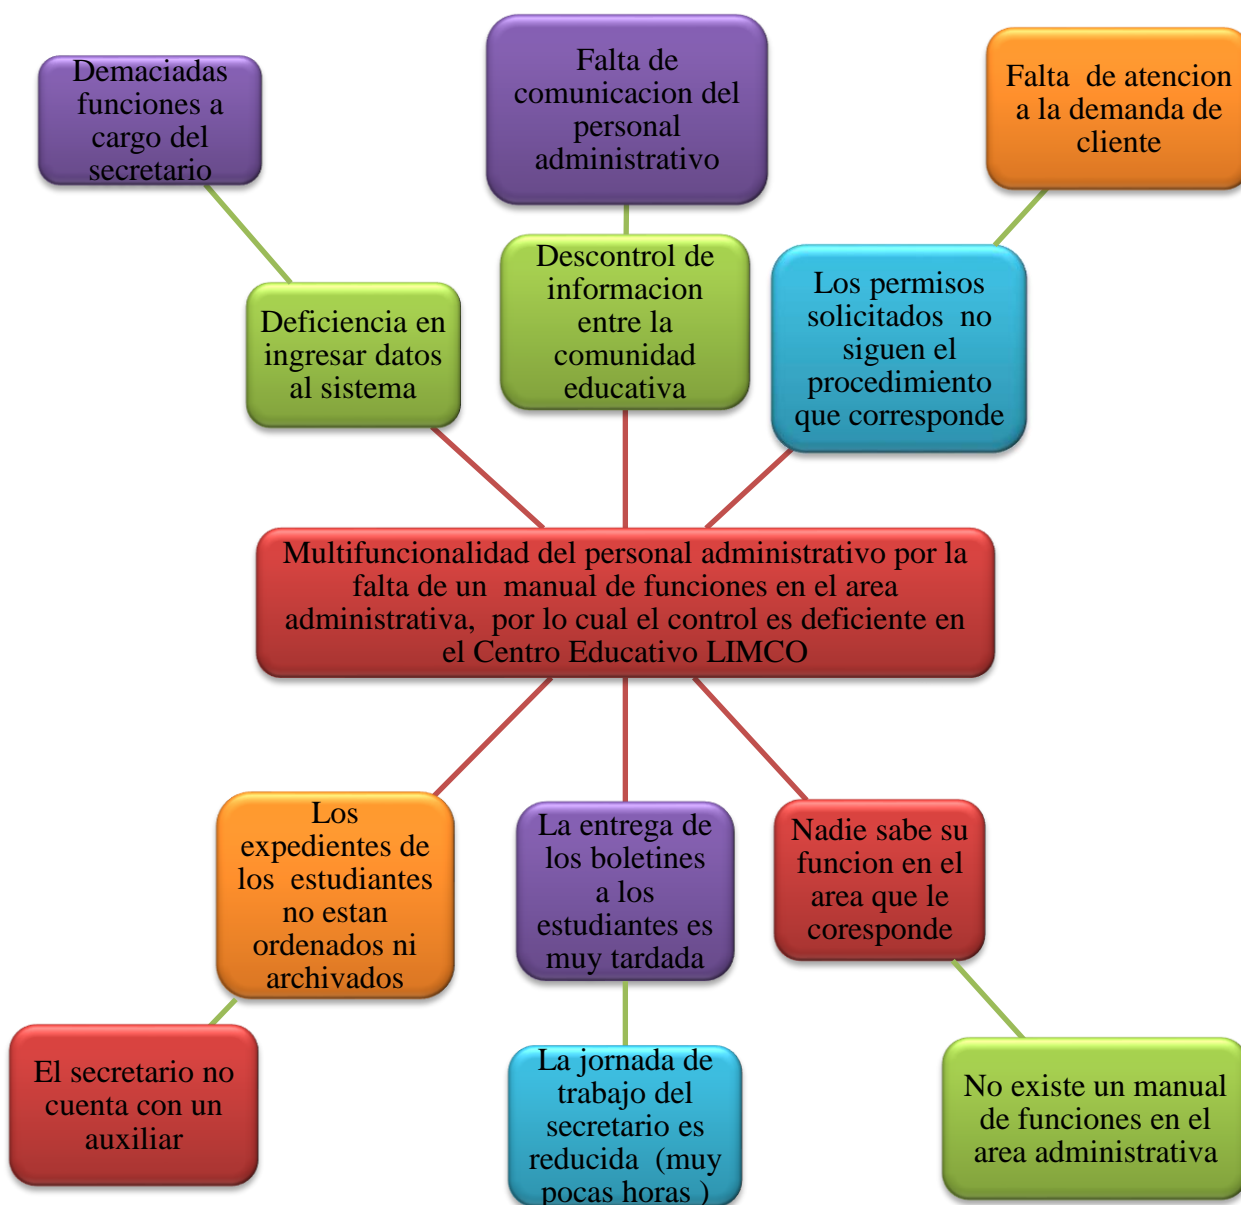 Demaciadas
funciones a
cargo del
secretario
Falta de
comunicacion del
personal
administrativo
Falta de atencion
a la demanda de
cliente
Deficiencia en
ingresar datos
al sistema
Descontrol de
informacion
entre la
comunidad
educativa
Los permisos
solicitados no
siguen el
procedimiento
que corresponde
Multifuncionalidad del personal administrativo por la
falta de un manual de funciones en el area
administrativa, por lo cual el control es deficiente en
el Centro Educativo LIMCO
Los
expedientes de
los estudiantes
no estan
ordenados ni
archivados
La entrega de
los boletines
a los
estudiantes es
muy tardada
Nadie sabe su
funcion en el
area que le
coresponde
El secretario no
cuenta con un
auxiliar
La jornada de
trabajo del
secretario es
reducida (muy
pocas horas )
No existe un manual
de funciones en el
area administrativa